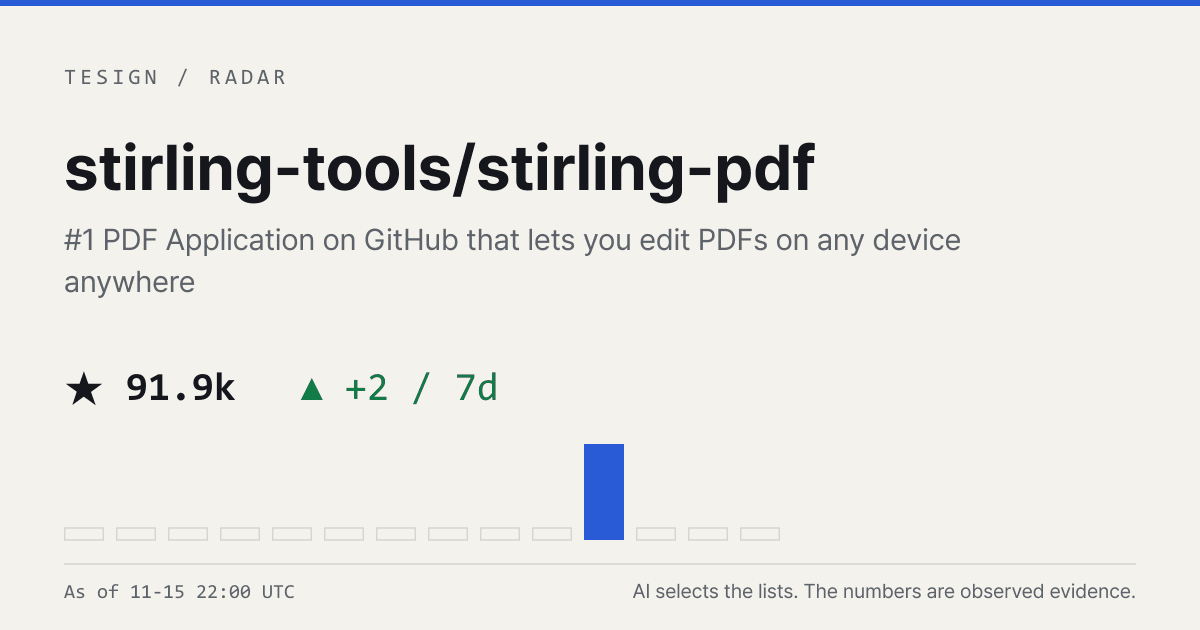 TESIGN / RADAR
stirling-tools/stirling-pdf
#1 PDF Application on GitHub that lets you edit PDFs on any device
anywhere
★ 91.9k ▲ +2 / 7d
As of 11-15 22:00 UTC
AI selects the lists. The numbers are observed evidence.